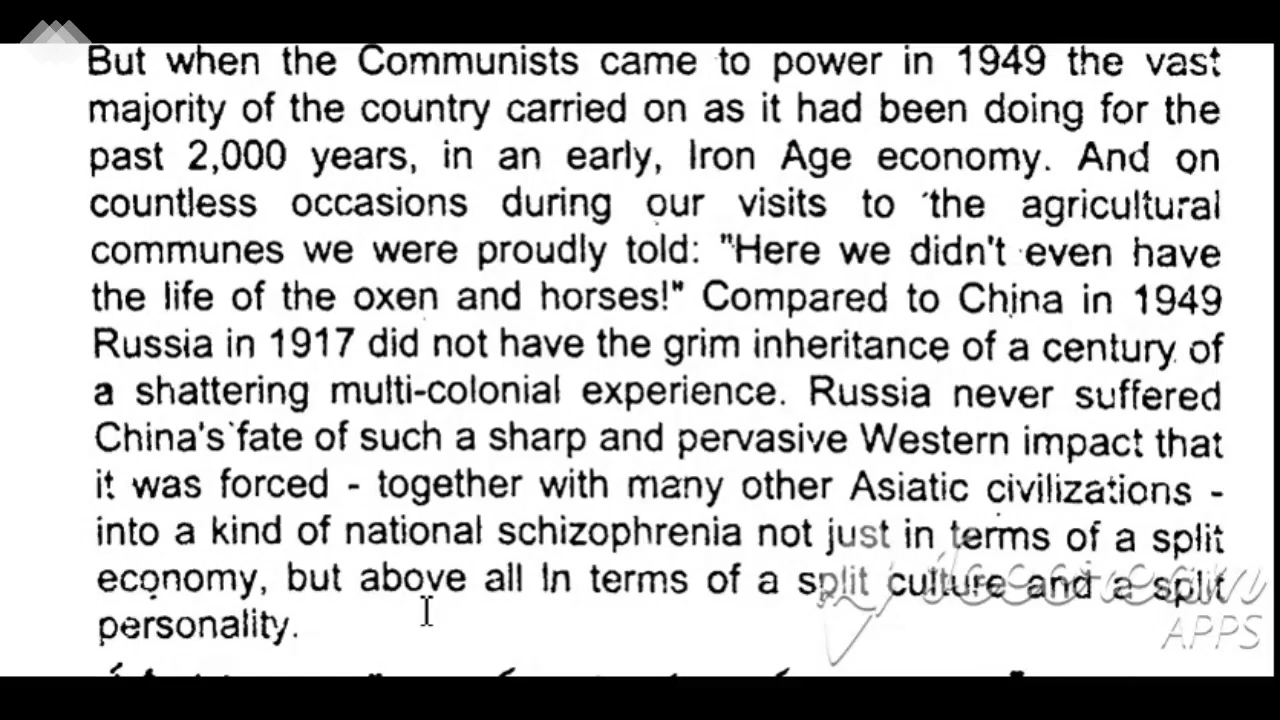 But when the Communists came to power in 1949 the vast
majority of the country carried on as it had been doing for the
past 2,000 years, in an early, Iron Age economy. And on
countless occasions during our visits to the agricultural
communes we were proudly told: "Here we didn't even have
the life of the oxen and horses!" Compared to China in 1949
Russia in 1917 did not have the grim inheritance of a century of
a shattering multi-colonial experience. Russia never suffered
China's fate of such a sharp and pervasive Western impact that
it was forced - together with many other Asiatic civilizations -
into a kind of national schizophrenia not just in terms of a split
economy, but above all In terms of a split culture and a split
personality.
APPS